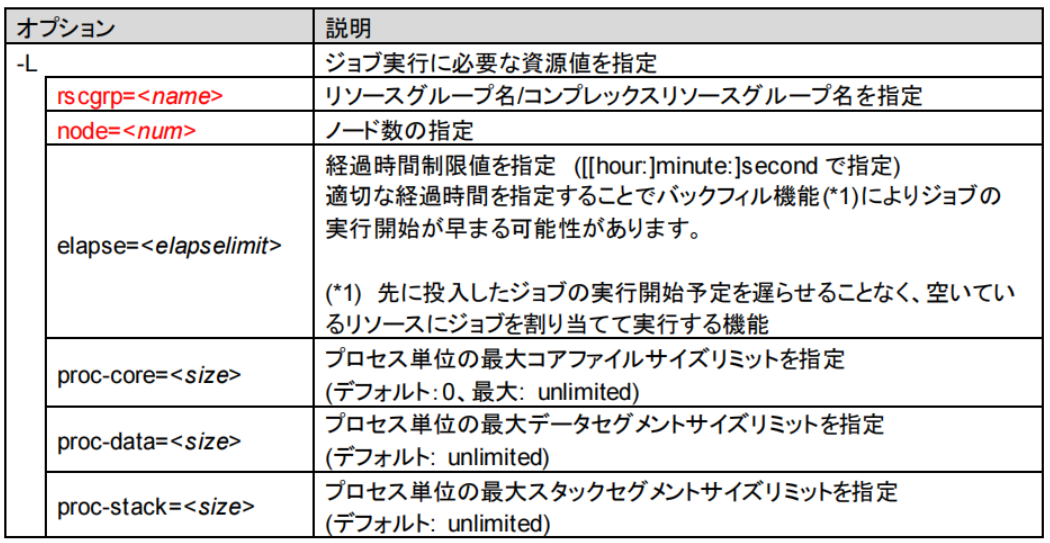 オプション 説明
-L ジョブ実行に必要な資源値を指定
rscgrp=<name> リソースグループ名/コンプレックスリソースグループ名を指定
node=<num> ノード数の指定
elapse=<elapselimit> 経過時間制限値を指定 ([[hour:]minute:]second で指定)
適切な経過時間を指定することでバックフィル機能(*1)によりジョブの
実行開始が早まる可能性があります。
(*1) 先に投入したジョブの実行開始予定を遅らせることなく、空いてい
るリソースにジョブを割り当てて実行する機能
proc-core=<size> プロセス単位の最大コアファイルサイズリミットを指定
(デフォルト:0、最大: unlimited)
proc-data=<size> プロセス単位の最大データセグメントサイズリミットを指定
(デフォルト: unlimited)
proc-stack=<size> プロセス単位の最大スタックセグメントサイズリミットを指定
(デフォルト: unlimited)